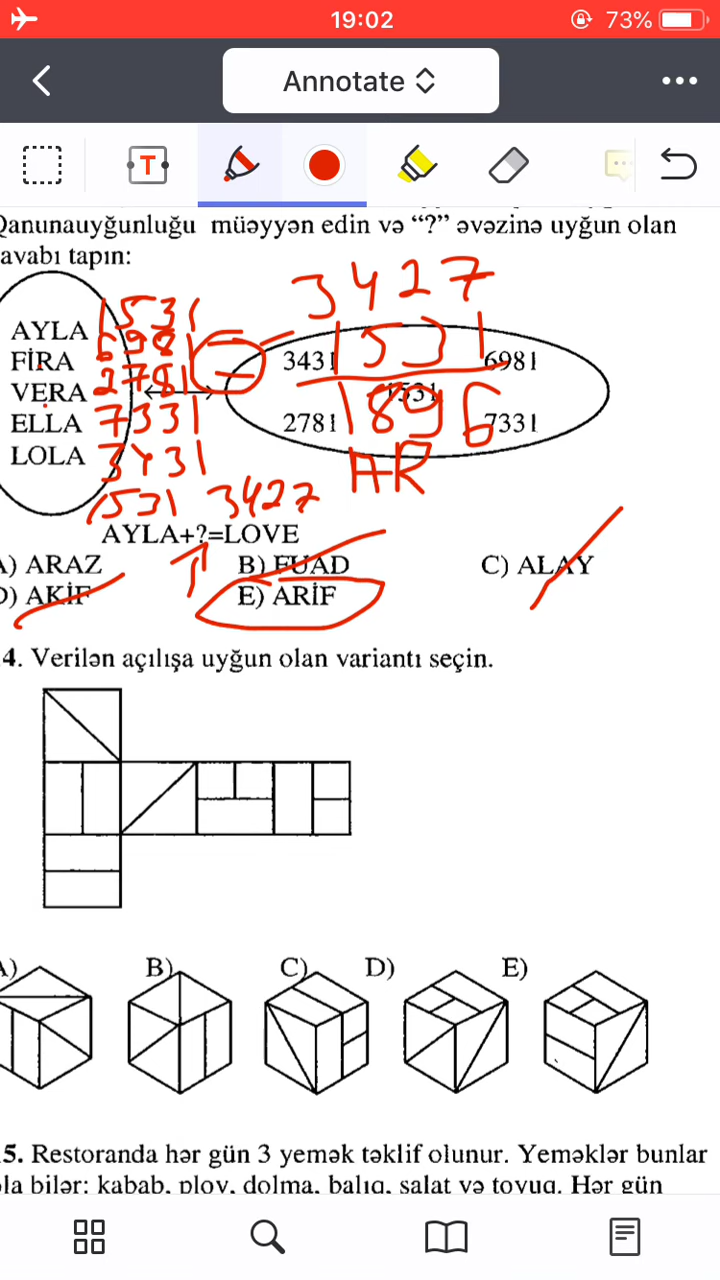 19:02
73%
Annotate
T
Qanunauyğunluğu müəyyən edin və “?” əvəzinə uyğun olan
avabı tapın:
3427
AYLA 1531
FİRA 6981
VERA 2781
ELLA 7331
LOLA 3431
3431 1531 6981
1531
2781 1896 7331
AR
1531 3427
AYLA+?=LOVE
A) ARAZ B) FUAD C) ALAY
D) AKİF E) ARİF
4. Verilən açılışa uyğun olan variantı seçin.
A) B) C) D) E)
5. Restoranda hər gün 3 yemək təklif olunur. Yeməklər bunlar
la bilər: kabab, plov, dolma, balıq, salat və toyuq. Hər gün